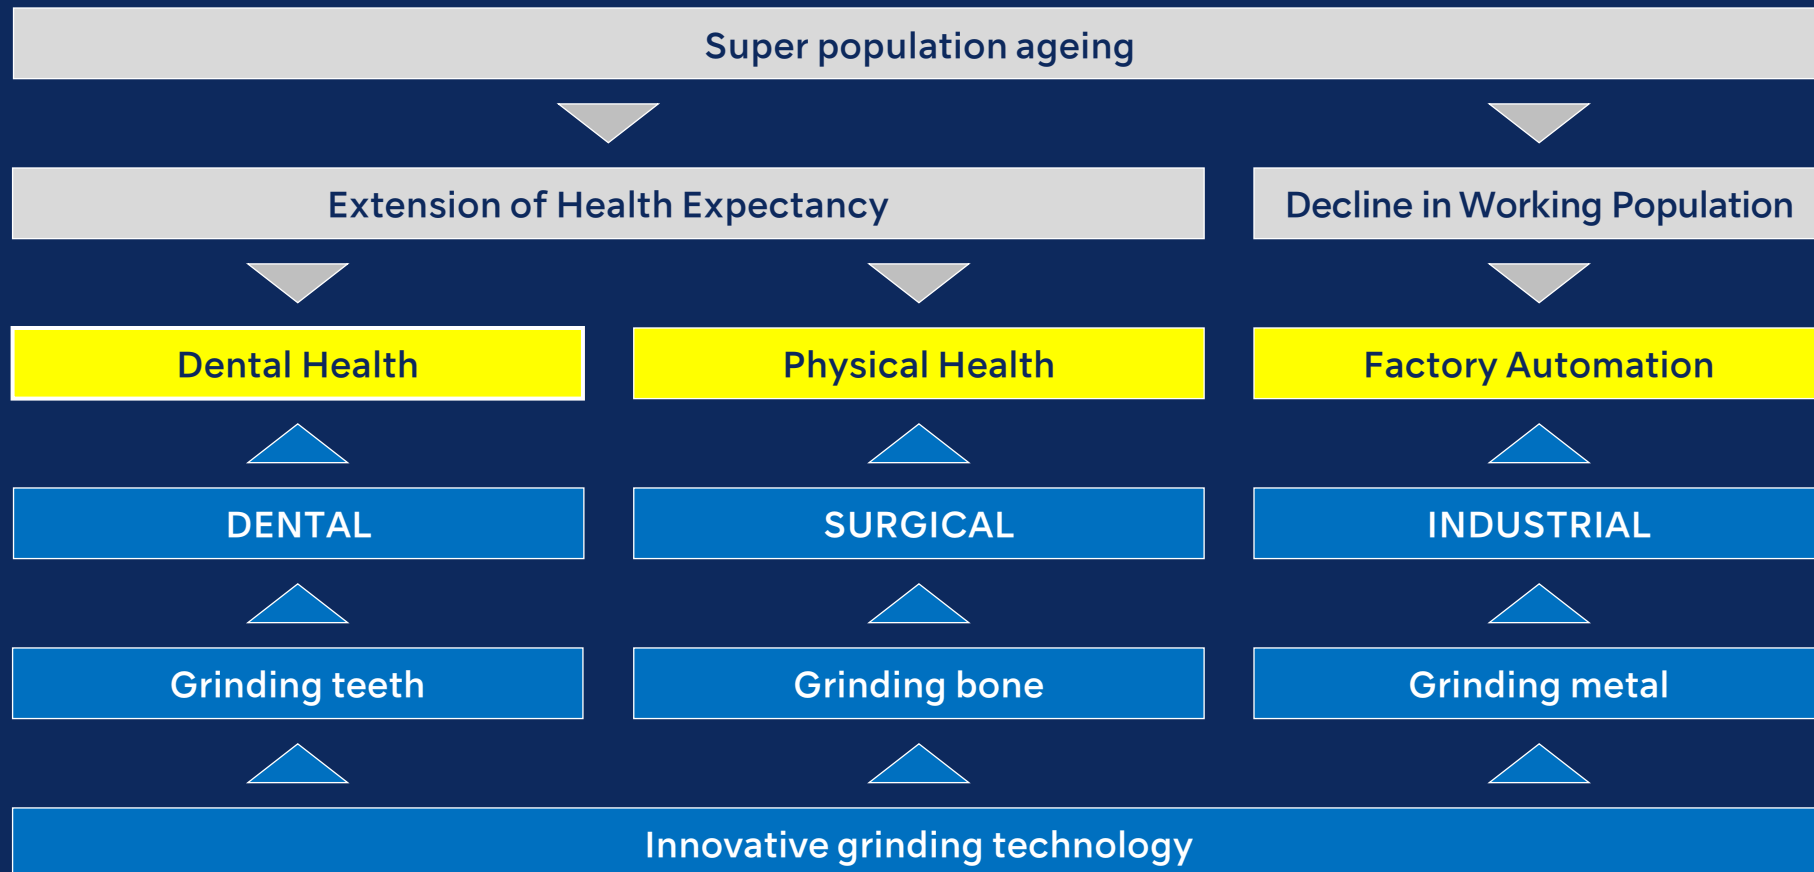 Super population ageing
Extension of Health Expectancy
Decline in Working Population
Dental Health
Physical Health
Factory Automation
DENTAL
SURGICAL
INDUSTRIAL
Grinding teeth
Grinding bone
Grinding metal
Innovative grinding technology